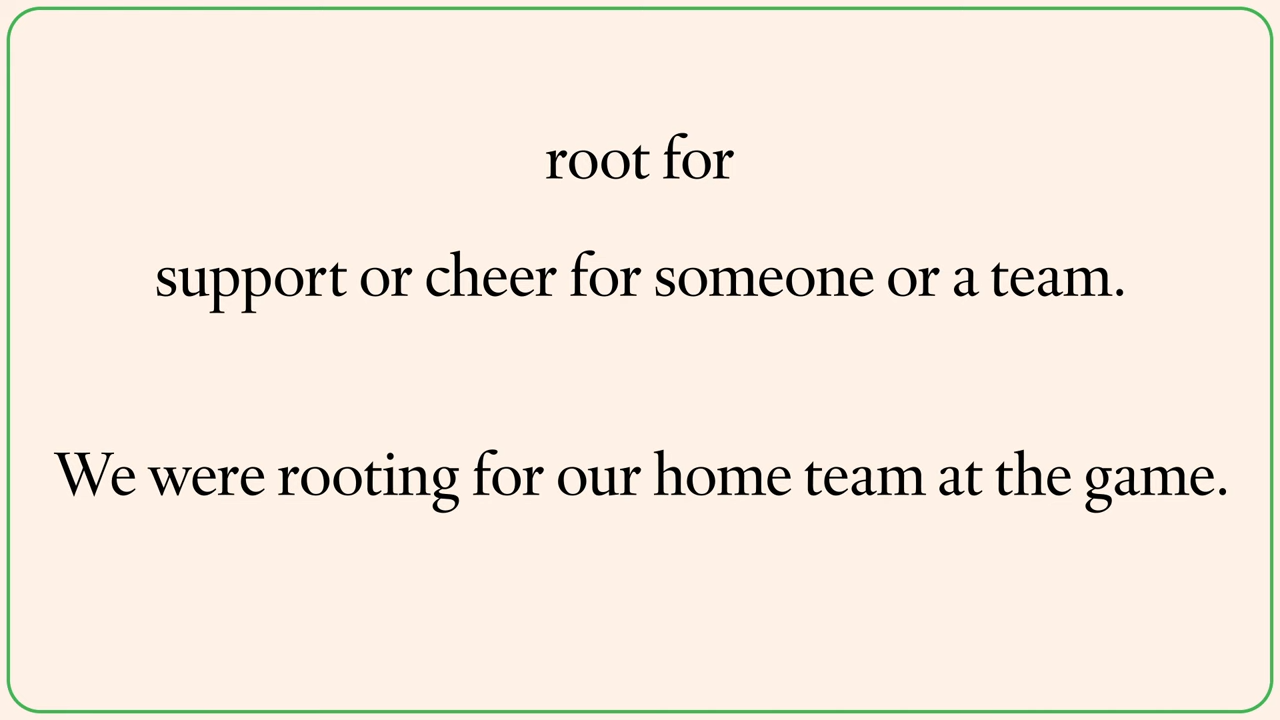 root for
support or cheer for someone or a team.
We were rooting for our home team at the game.